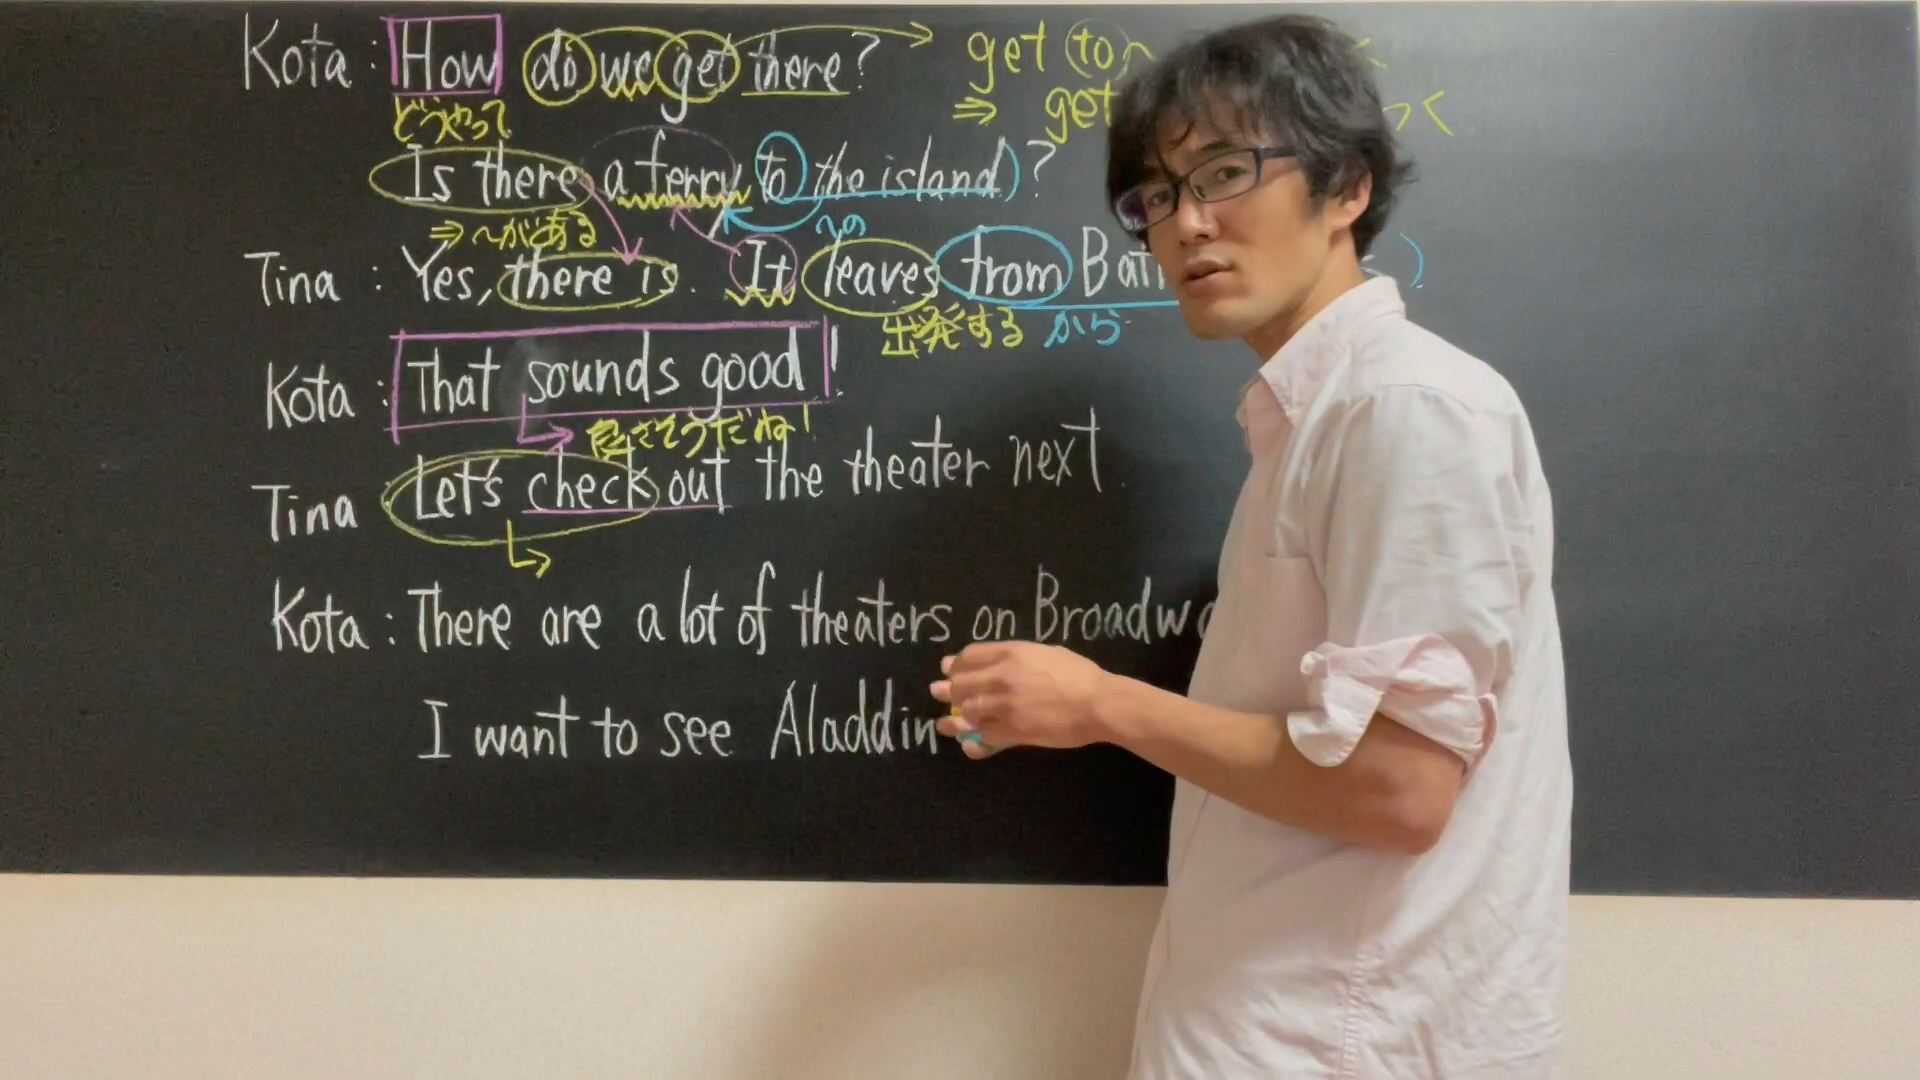 Kota : How do we get there? get to
どうやって ⇒ get つく
Is there a ferry to the island)?
⇒ ~がある ~の
Tina : Yes, there is. It leaves from )
出発する から
Kota : That sounds good!
良さそうだね!
Tina Let's check out the theater next.
Kota : There are a lot of theaters on
I want to see Aladdin